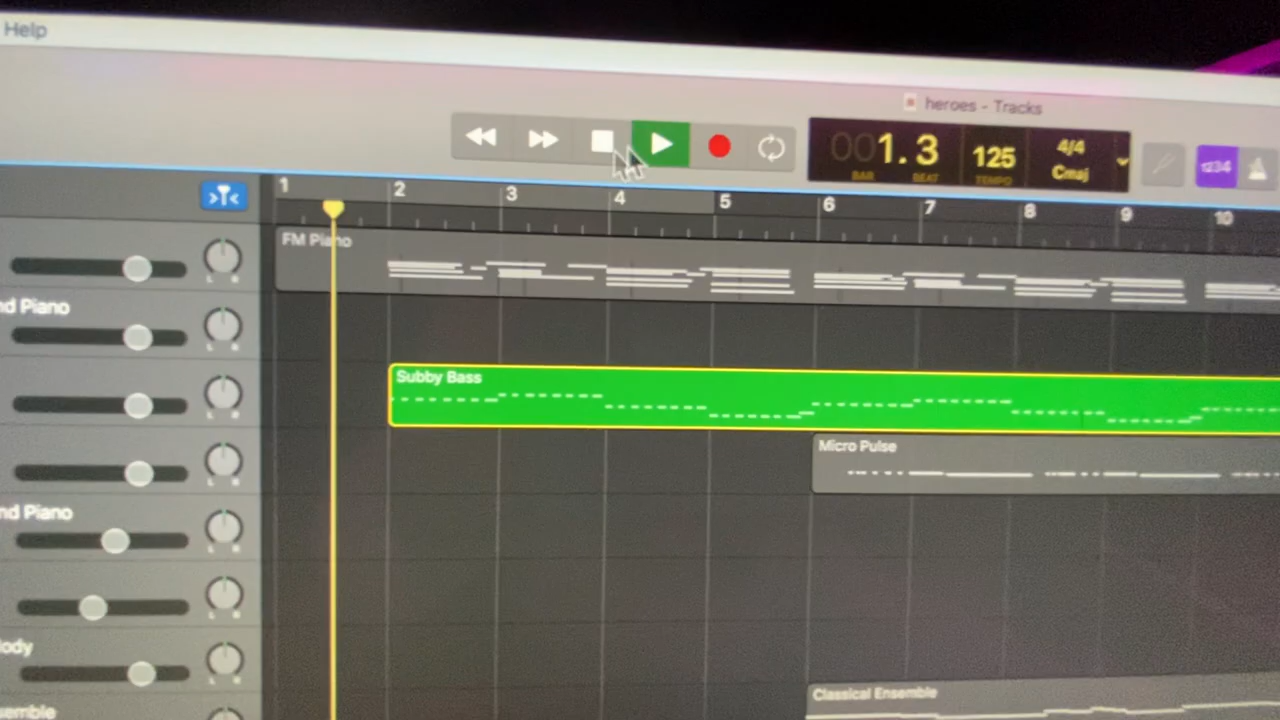 Help
heroes - Tracks
001.3 125 4/4
Cmaj
BAR BEAT TEMPO
1234
1 2 3 4 5 6 7 8 9 10
FM Piano
nd Piano
Subby Bass
Micro Pulse
nd Piano
ody
Classical Ensemble
semble